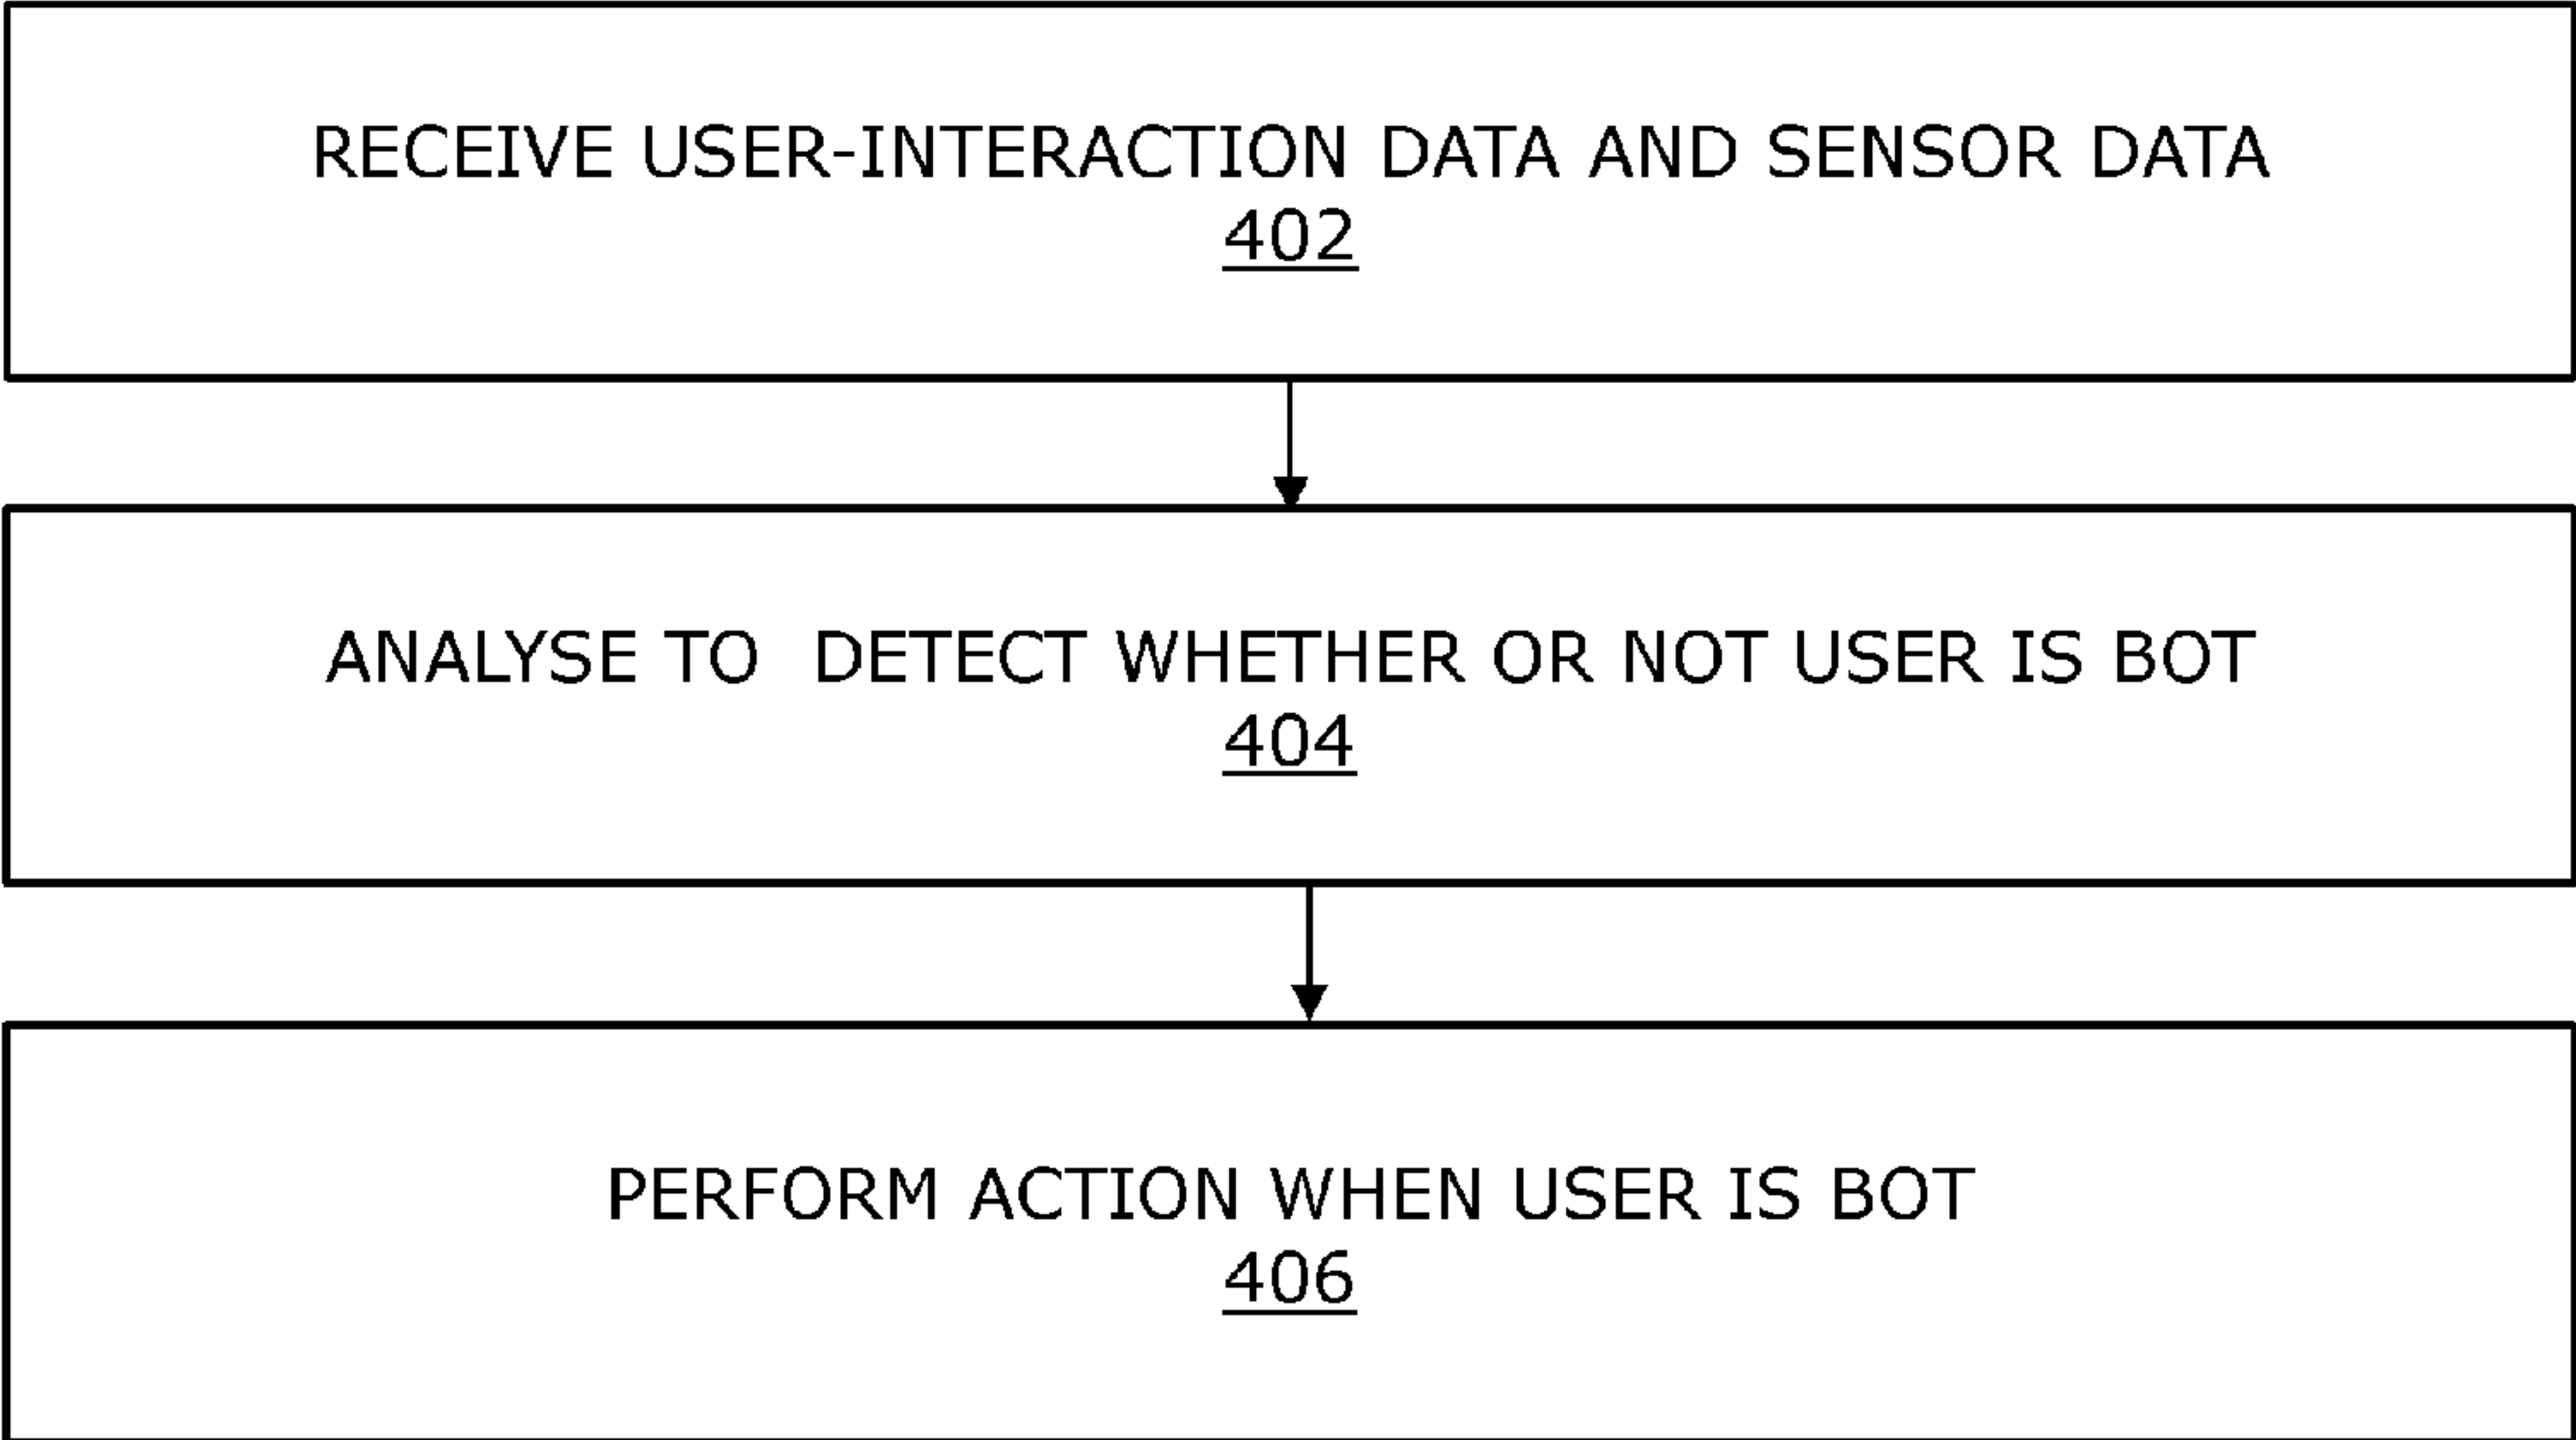 RECEIVE USER-INTERACTION DATA AND SENSOR DATA
402
ANALYSE TO  DETECT WHETHER OR NOT USER IS BOT
404
PERFORM ACTION WHEN USER IS BOT
406